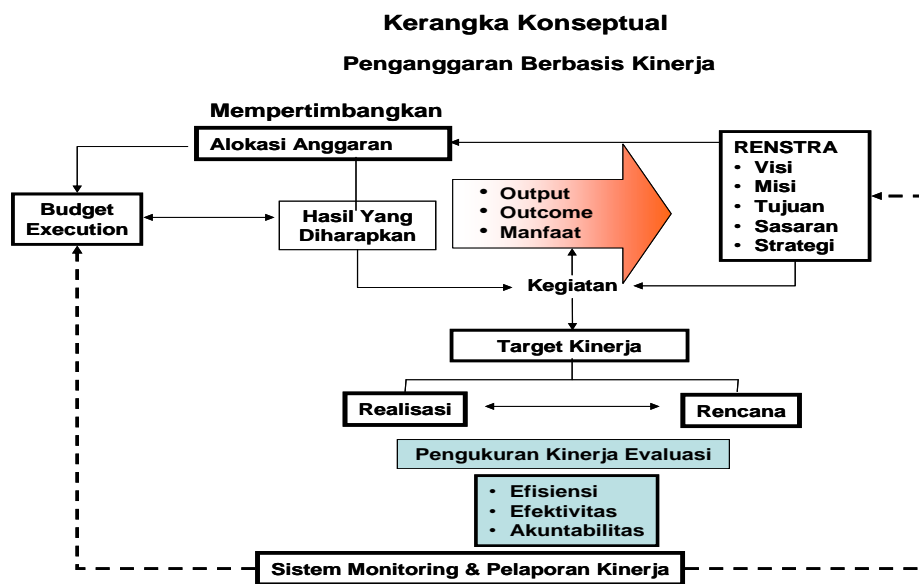 Kerangka Konseptual
Penganggaran Berbasis Kinerja
Mempertimbangkan
Alokasi Anggaran
Budget
Execution
Hasil Yang
Diharapkan
• Output
• Outcome
• Manfaat
RENSTRA
• Visi
• Misi
• Tujuan
• Sasaran
• Strategi
Kegiatan
Target Kinerja
Realisasi
Rencana
Pengukuran Kinerja Evaluasi
• Efisiensi
• Efektivitas
• Akuntabilitas
Sistem Monitoring & Pelaporan Kinerja